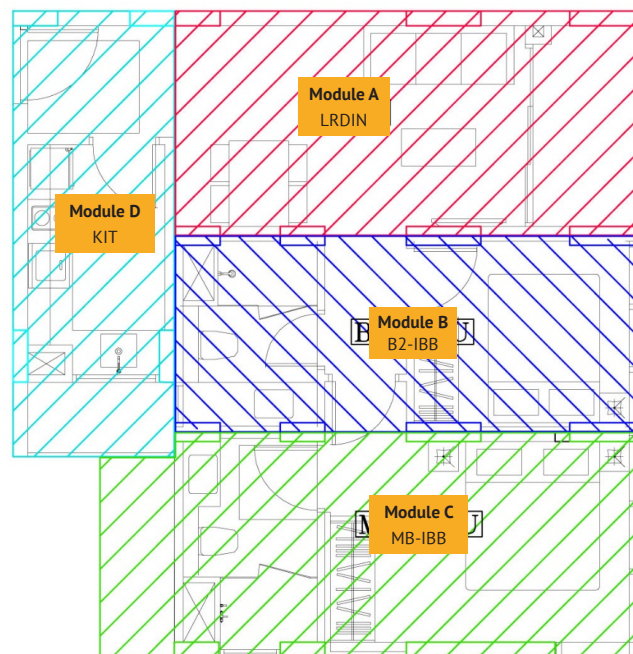 Module A
LRDIN
Module D
KIT
Module B
B2-IBB
Module C
MB-IBB